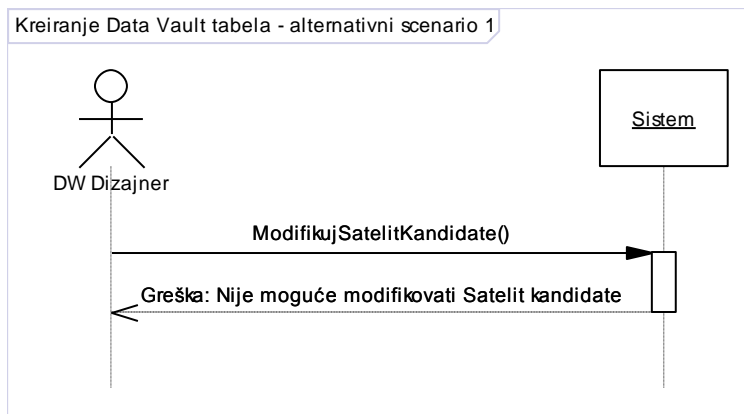 Kreiranje Data Vault tabela - alternativni scenario 1
Sistem
DW Dizajner
ModifikujSatelitKandidate()
Greška: Nije moguće modifikovati Satelit kandidate